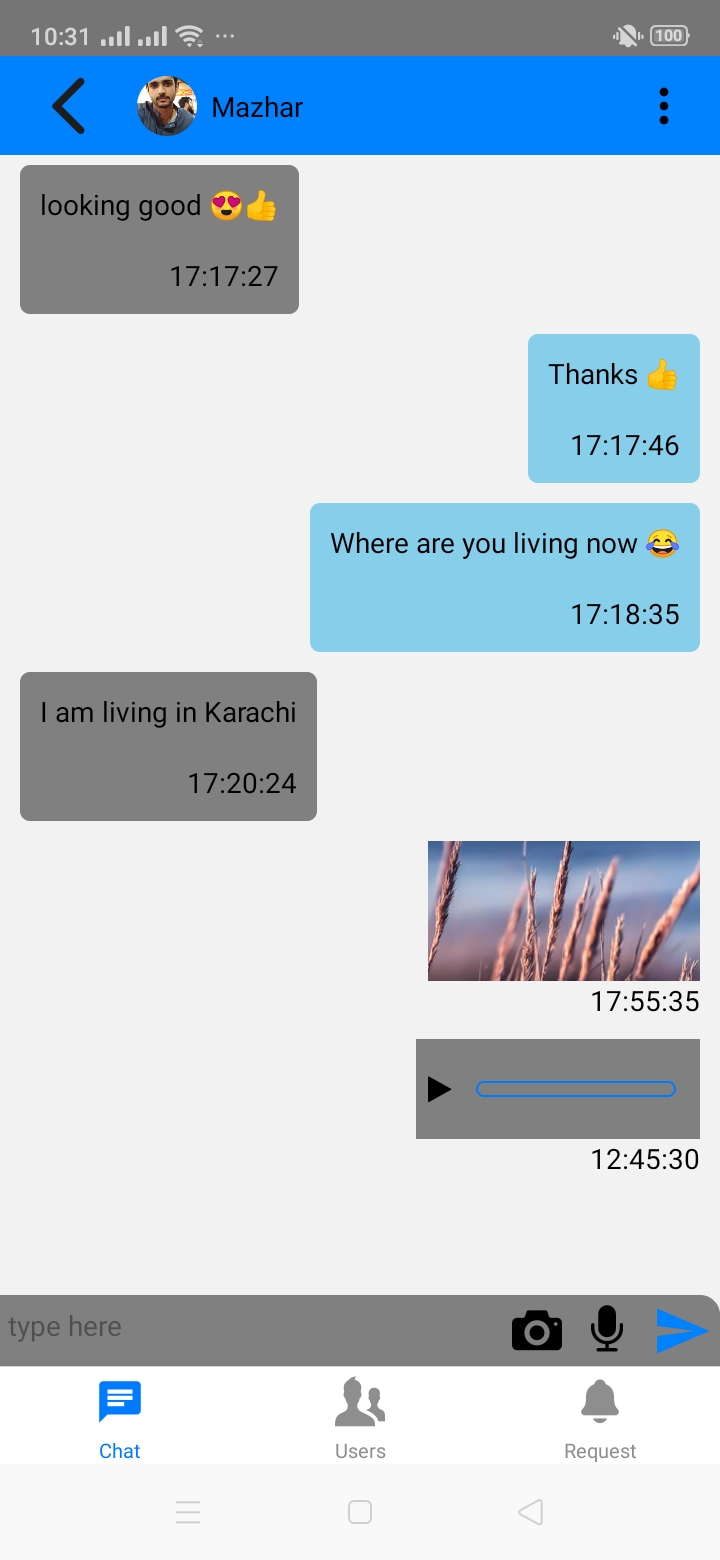 10:31
100
Mazhar
looking good 😍👍
17:17:27
Thanks 👍
17:17:46
Where are you living now 😂
17:18:35
I am living in Karachi
17:20:24
17:55:35
12:45:30
type here
Chat
Users
Request